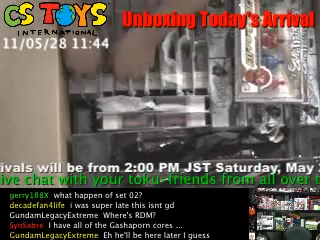 CS TOYS
INTERNATIONAL
Unboxing Today's Arrival
11/05/28 11:44
ivals will be from 2:00 PM JST Saturday, May
ive chat with your toku-friends from all over
gerry188X what happen of set 02?
decadefan4life i was super late this isnt gd
GundamLegacyExtreme Where's RDM?
SynSabre I have all of the Gashaporn cores ...
GundamLegacyExtreme Eh he'll be here later I guess